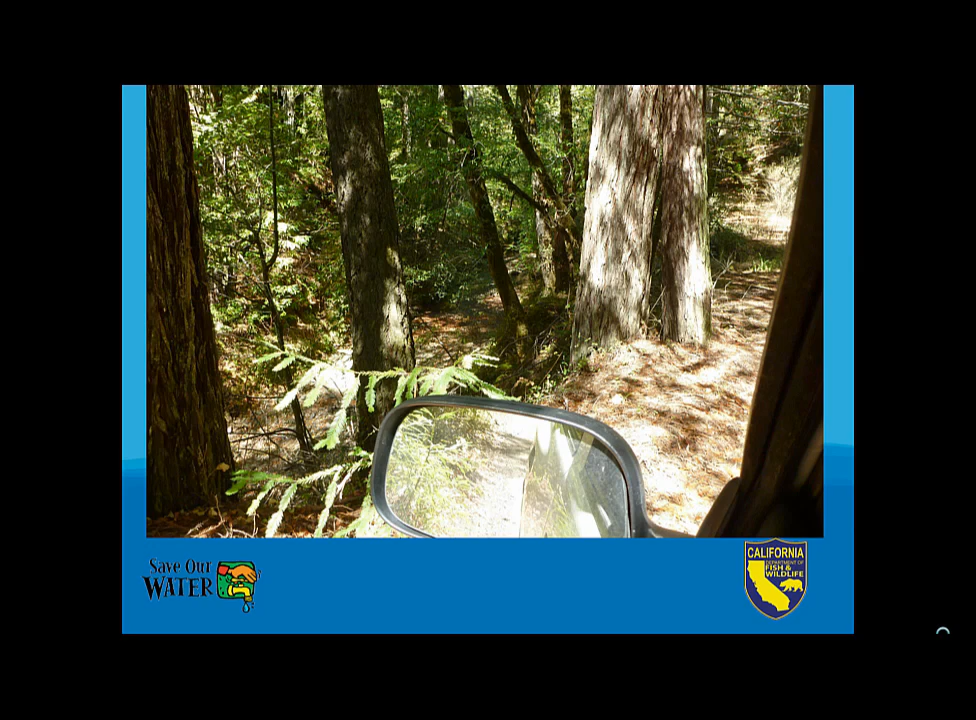 Save Our
WATER
CALIFORNIA
DEPARTMENT OF
FISH &
WILDLIFE